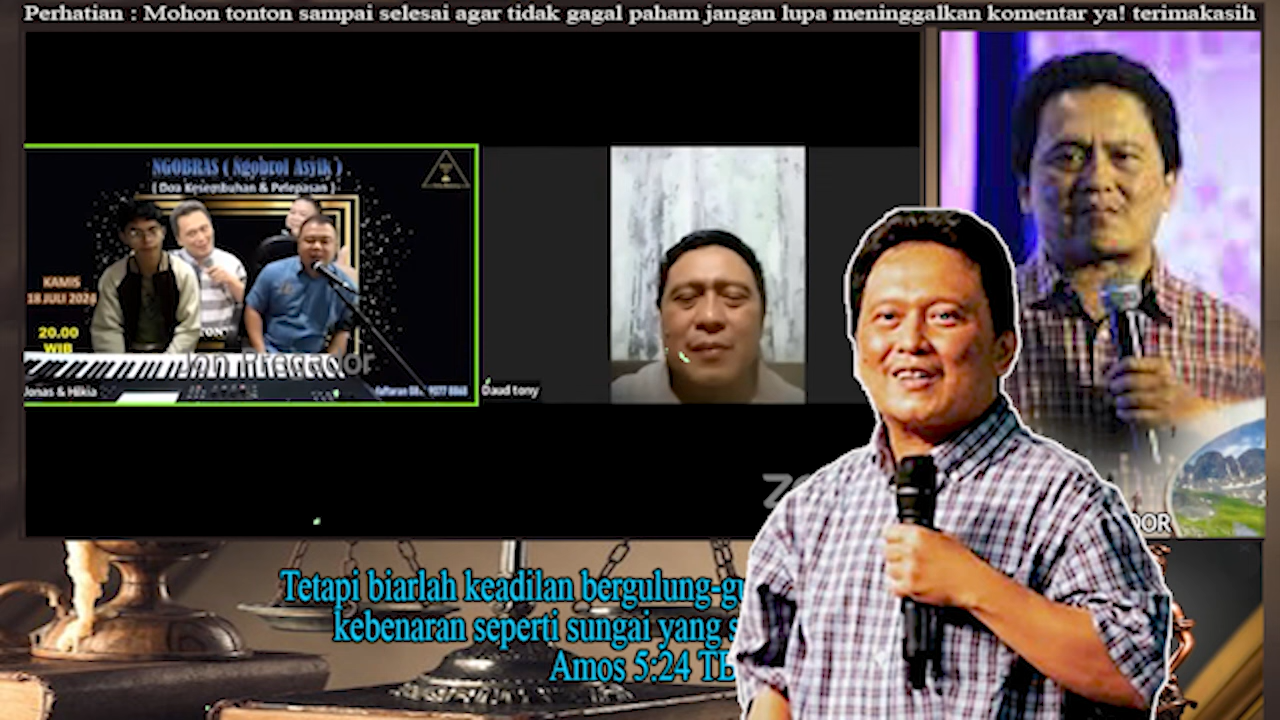 Perhatian : Mohon tonton sampai selesai agar tidak gagal paham jangan lupa meninggalkan komentar ya! terimakasih
NGOBRAS ( Ngobrol Asyik )
( Doa Kesembuhan & Pelepasan )
KAMIS
18 JULI 2024
20.00
WIB
Jonas & Hikia
9077 8868
Daud tony
Tetapi biarlah keadilan bergulung-gu
kebenaran seperti sungai yang s
Amos 5:24 TB